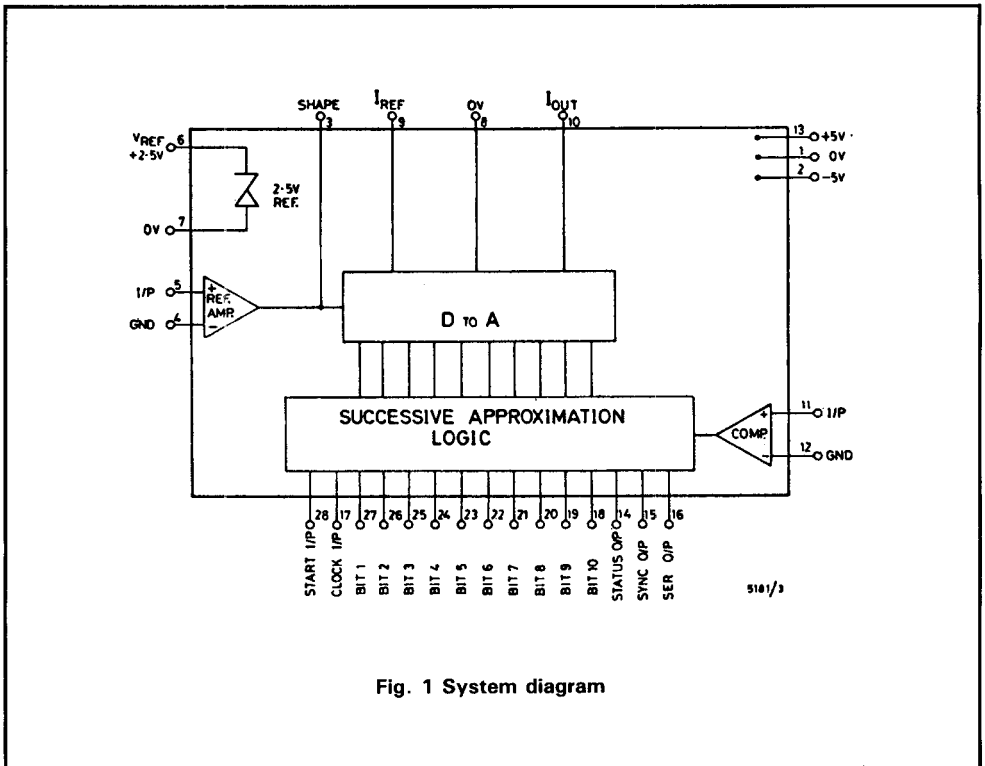 SHAPE
3
I REF
9
0V
8
I OUT
10
VREF
+2·5V
6
2·5V
REF.
0V
7
I/P
5
+
REF.
AMP.
−
GND
4
13
+5V
1
0V
2
-5V
D TO A
SUCCESSIVE APPROXIMATION
LOGIC
COMP.
+
−
11
I/P
12
GND
28 17 27 26 25 24 23 22 21 20 19 18 14 15 16
START I/P
CLOCK I/P
BIT 1
BIT 2
BIT 3
BIT 4
BIT 5
BIT 6
BIT 7
BIT 8
BIT 9
BIT 10
STATUS O/P
SYNC O/P
SER O/P
5181/3
Fig. 1 System diagram